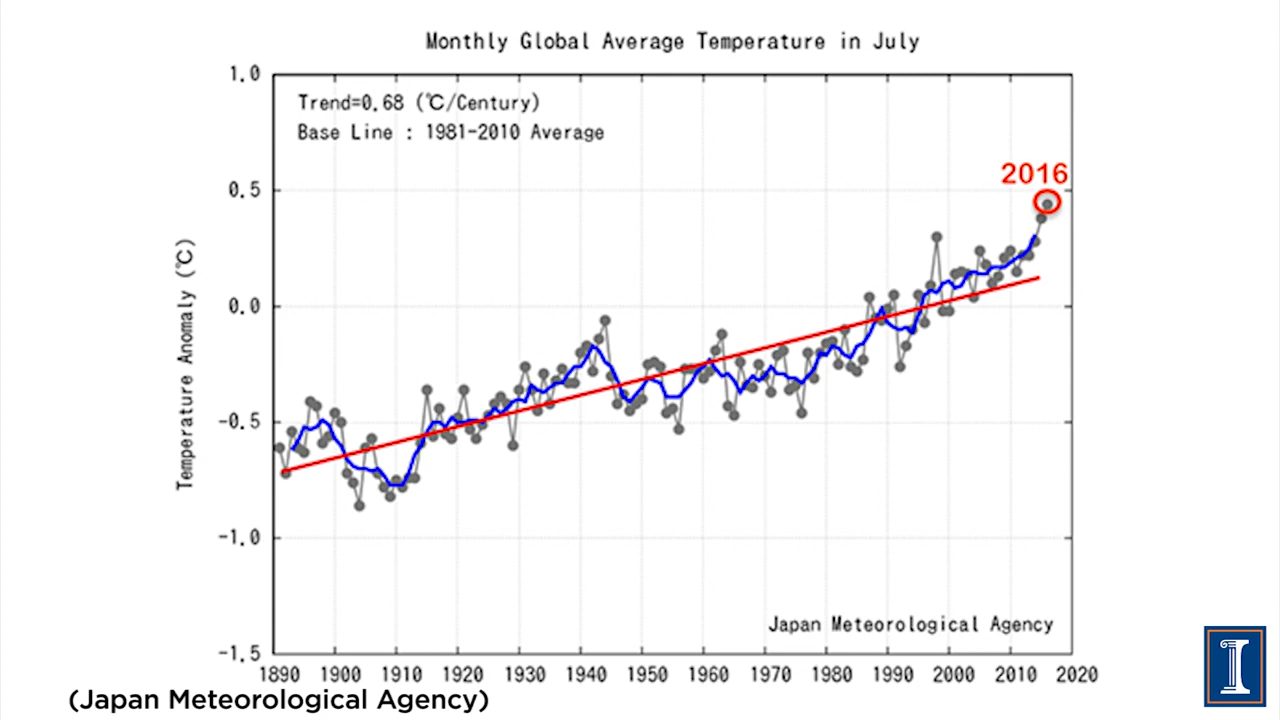 Monthly Global Average Temperature in July
Trend=0.68 (℃/Century)
Base Line : 1981-2010 Average
2016
Temperature Anomaly (℃)
1.0
0.5
0.0
-0.5
-1.0
-1.5
Japan Meteorological Agency
1890 1900 1910 1920 1930 1940 1950 1960 1970 1980 1990 2000 2010 2020
(Japan Meteorological Agency)
I